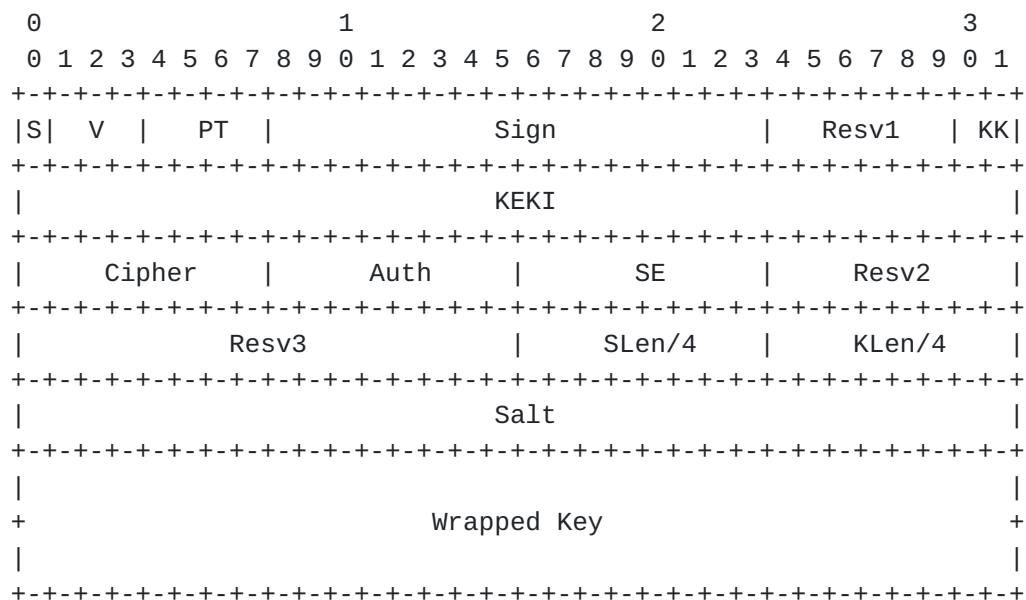 0                   1                   2                   3
 0 1 2 3 4 5 6 7 8 9 0 1 2 3 4 5 6 7 8 9 0 1 2 3 4 5 6 7 8 9 0 1
+-+-+-+-+-+-+-+-+-+-+-+-+-+-+-+-+-+-+-+-+-+-+-+-+-+-+-+-+-+-+-+-+
|S|  V  |   PT  |              Sign             |   Resv1   | KK|
+-+-+-+-+-+-+-+-+-+-+-+-+-+-+-+-+-+-+-+-+-+-+-+-+-+-+-+-+-+-+-+-+
|                              KEKI                             |
+-+-+-+-+-+-+-+-+-+-+-+-+-+-+-+-+-+-+-+-+-+-+-+-+-+-+-+-+-+-+-+-+
|     Cipher    |      Auth     |       SE      |     Resv2     |
+-+-+-+-+-+-+-+-+-+-+-+-+-+-+-+-+-+-+-+-+-+-+-+-+-+-+-+-+-+-+-+-+
|             Resv3             |     SLen/4    |     KLen/4    |
+-+-+-+-+-+-+-+-+-+-+-+-+-+-+-+-+-+-+-+-+-+-+-+-+-+-+-+-+-+-+-+-+
|                              Salt                             |
+-+-+-+-+-+-+-+-+-+-+-+-+-+-+-+-+-+-+-+-+-+-+-+-+-+-+-+-+-+-+-+-+
|                                                               |
+                          Wrapped Key                          +
|                                                               |
+-+-+-+-+-+-+-+-+-+-+-+-+-+-+-+-+-+-+-+-+-+-+-+-+-+-+-+-+-+-+-+-+